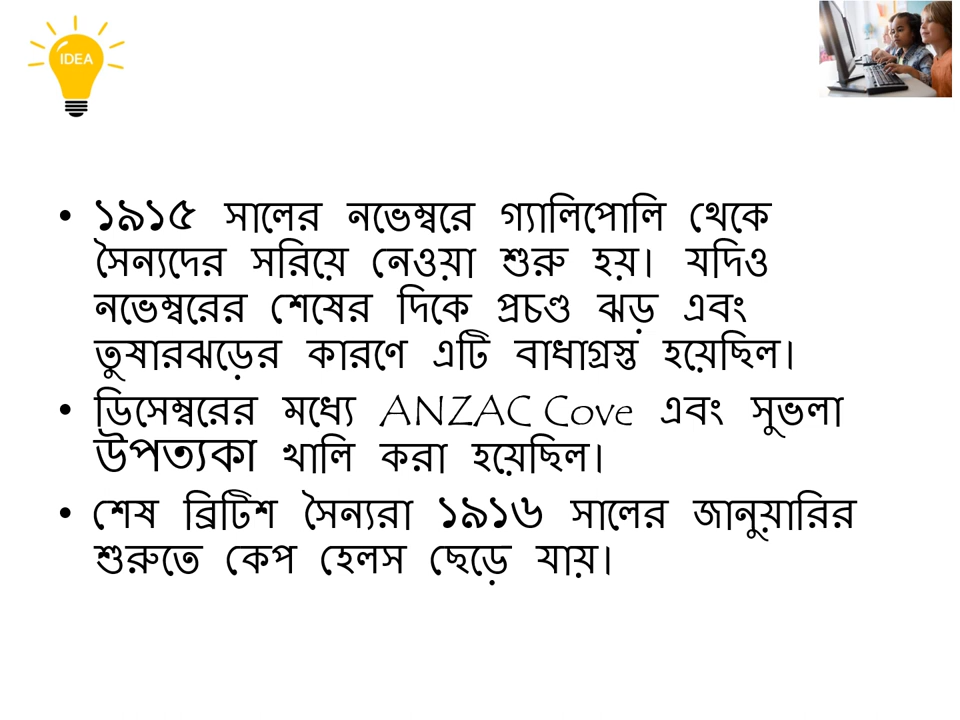 IDEA
• ১৯১৫ সালের নভেম্বরে গ্যালিপোলি থেকে
সৈন্যদের সরিয়ে নেওয়া শুরু হয়। যদিও
নভেম্বরের শেষের দিকে প্রচণ্ড ঝড় এবং
তুষারঝড়ের কারণে এটি বাধাগ্রস্ত হয়েছিল।
• ডিসেম্বরের মধ্যে ANZAC Cove এবং সুভলা
উপত্যকা খালি করা হয়েছিল।
• শেষ ব্রিটিশ সৈন্যরা ১৯১৬ সালের জানুয়ারির
শুরুতে কেপ হেলস ছেড়ে যায়।